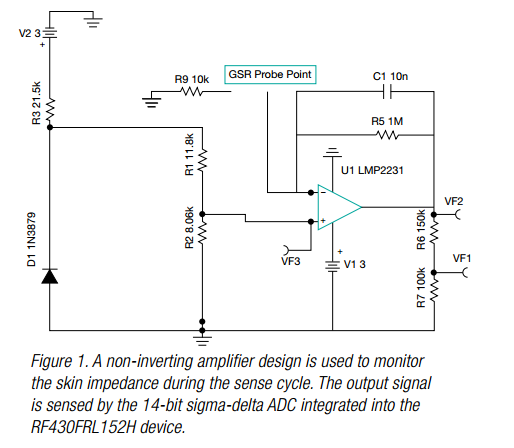 V2 3
+
R3 21.5k
D1 1N3879
R9 10k
GSR Probe Point
R1 11.8k
R2 8.06k
C1 10n
R5 1M
U1 LMP2231
-
+
VF3
+
V1 3
VF2
R6 150k
VF1
R7 100k
Figure 1. A non-inverting amplifier design is used to monitor
the skin impedance during the sense cycle. The output signal
is sensed by the 14-bit sigma-delta ADC integrated into the
RF430FRL152H device.